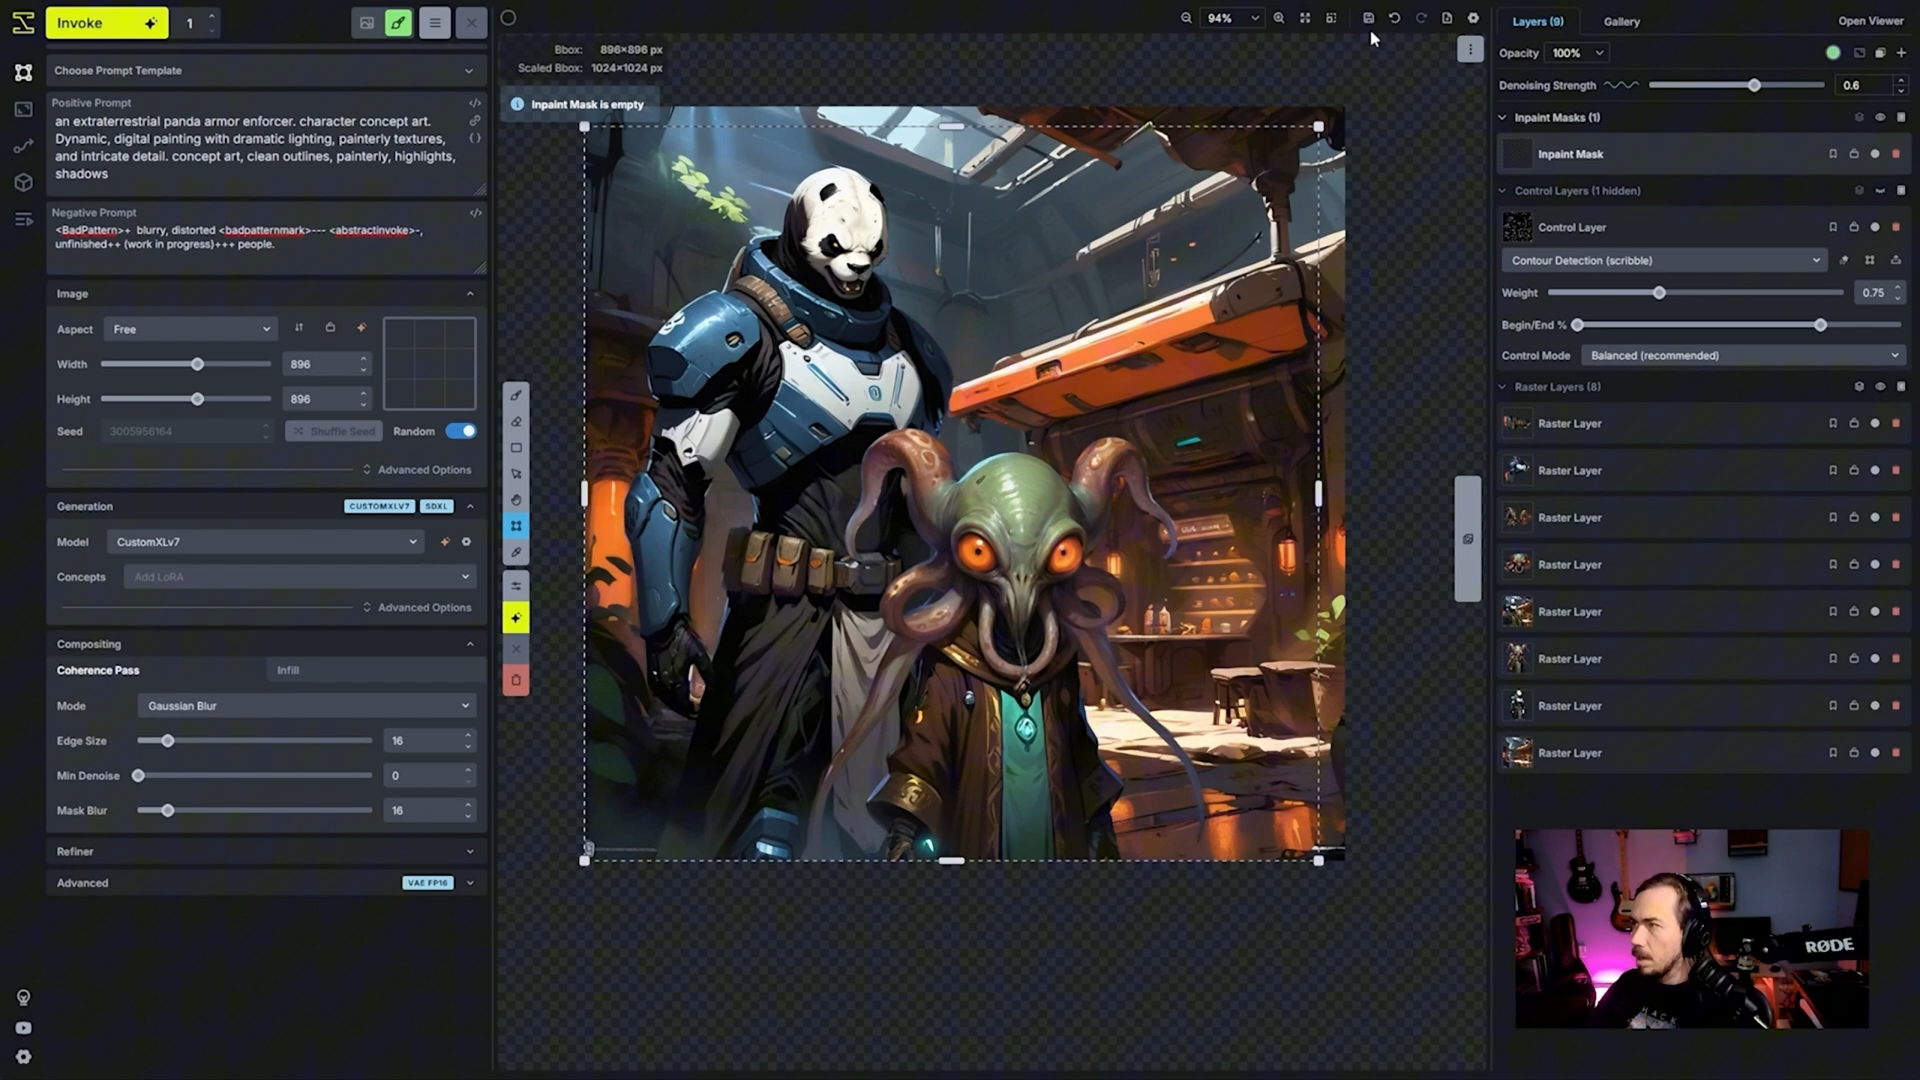 Invoke
1
94%
Layers (9)
Gallery
Open Viewer
Bbox: 896×896 px
Scaled Bbox: 1024×1024 px
Inpaint Mask is empty
Choose Prompt Template
Positive Prompt
an extraterrestrial panda armor enforcer. character concept art.
Dynamic, digital painting with dramatic lighting, painterly textures,
and intricate detail. concept art, clean outlines, painterly, highlights,
shadows
Negative Prompt
<BadPattern>+ blurry, distorted <badpatternmark>--- <abstractinvoke>-,
unfinished++ (work in progress)+++ people.
Image
Aspect Free
Width 896
Height 896
Seed 3005956164 Shuffle Seed Random
Advanced Options
Generation CUSTOMXLV7 SDXL
Model CustomXLv7
Concepts Add LoRA
Advanced Options
Compositing
Coherence Pass Infill
Mode Gaussian Blur
Edge Size 16
Min Denoise 0
Mask Blur 16
Refiner
Advanced VAE FP16
Opacity 100%
Denoising Strength 0.6
Inpaint Masks (1)
Inpaint Mask
Control Layers (1 hidden)
Control Layer
Contour Detection (scribble)
Weight 0.75
Begin/End %
Control Mode Balanced (recommended)
Raster Layers (8)
Raster Layer
Raster Layer
Raster Layer
Raster Layer
Raster Layer
Raster Layer
Raster Layer
Raster Layer
RØDE
HACK